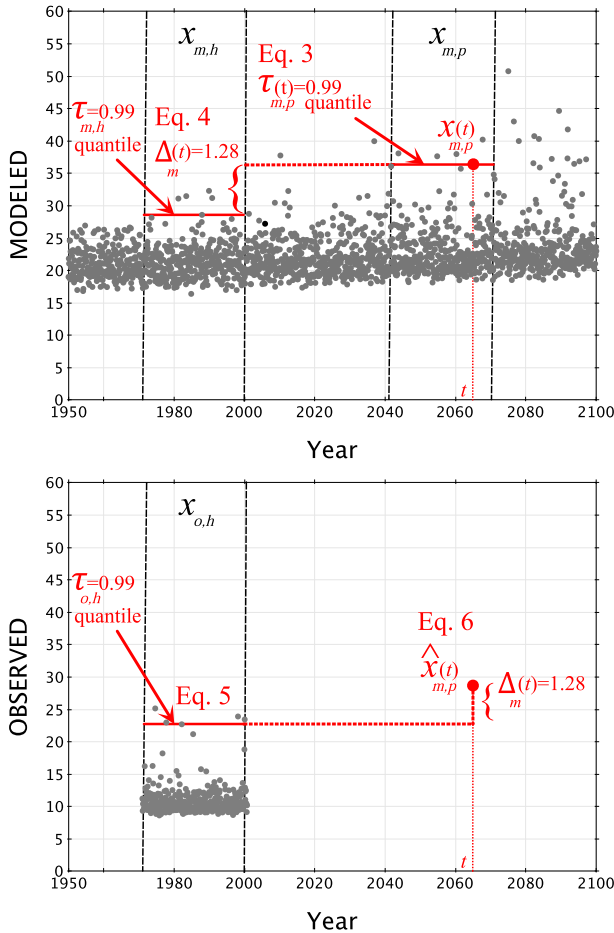 60
55
50
45
40
35
30
25
20
15
10
5
0
MODELED
x m,h
x m,p
Eq. 3
τ m,p (t)=0.99 quantile
τ m,h =0.99
quantile
Eq. 4
Δ m (t)=1.28
{
x m,p (t)
t
1950 1980 2000 2020 2040 2060 2080 2100
Year
60
55
50
45
40
35
30
25
20
15
10
5
0
OBSERVED
x o,h
τ o,h =0.99
quantile
Eq. 5
Eq. 6
x̂ m,p (t)
{ Δ m (t)=1.28
t
1950 1980 2000 2020 2040 2060 2080 2100
Year